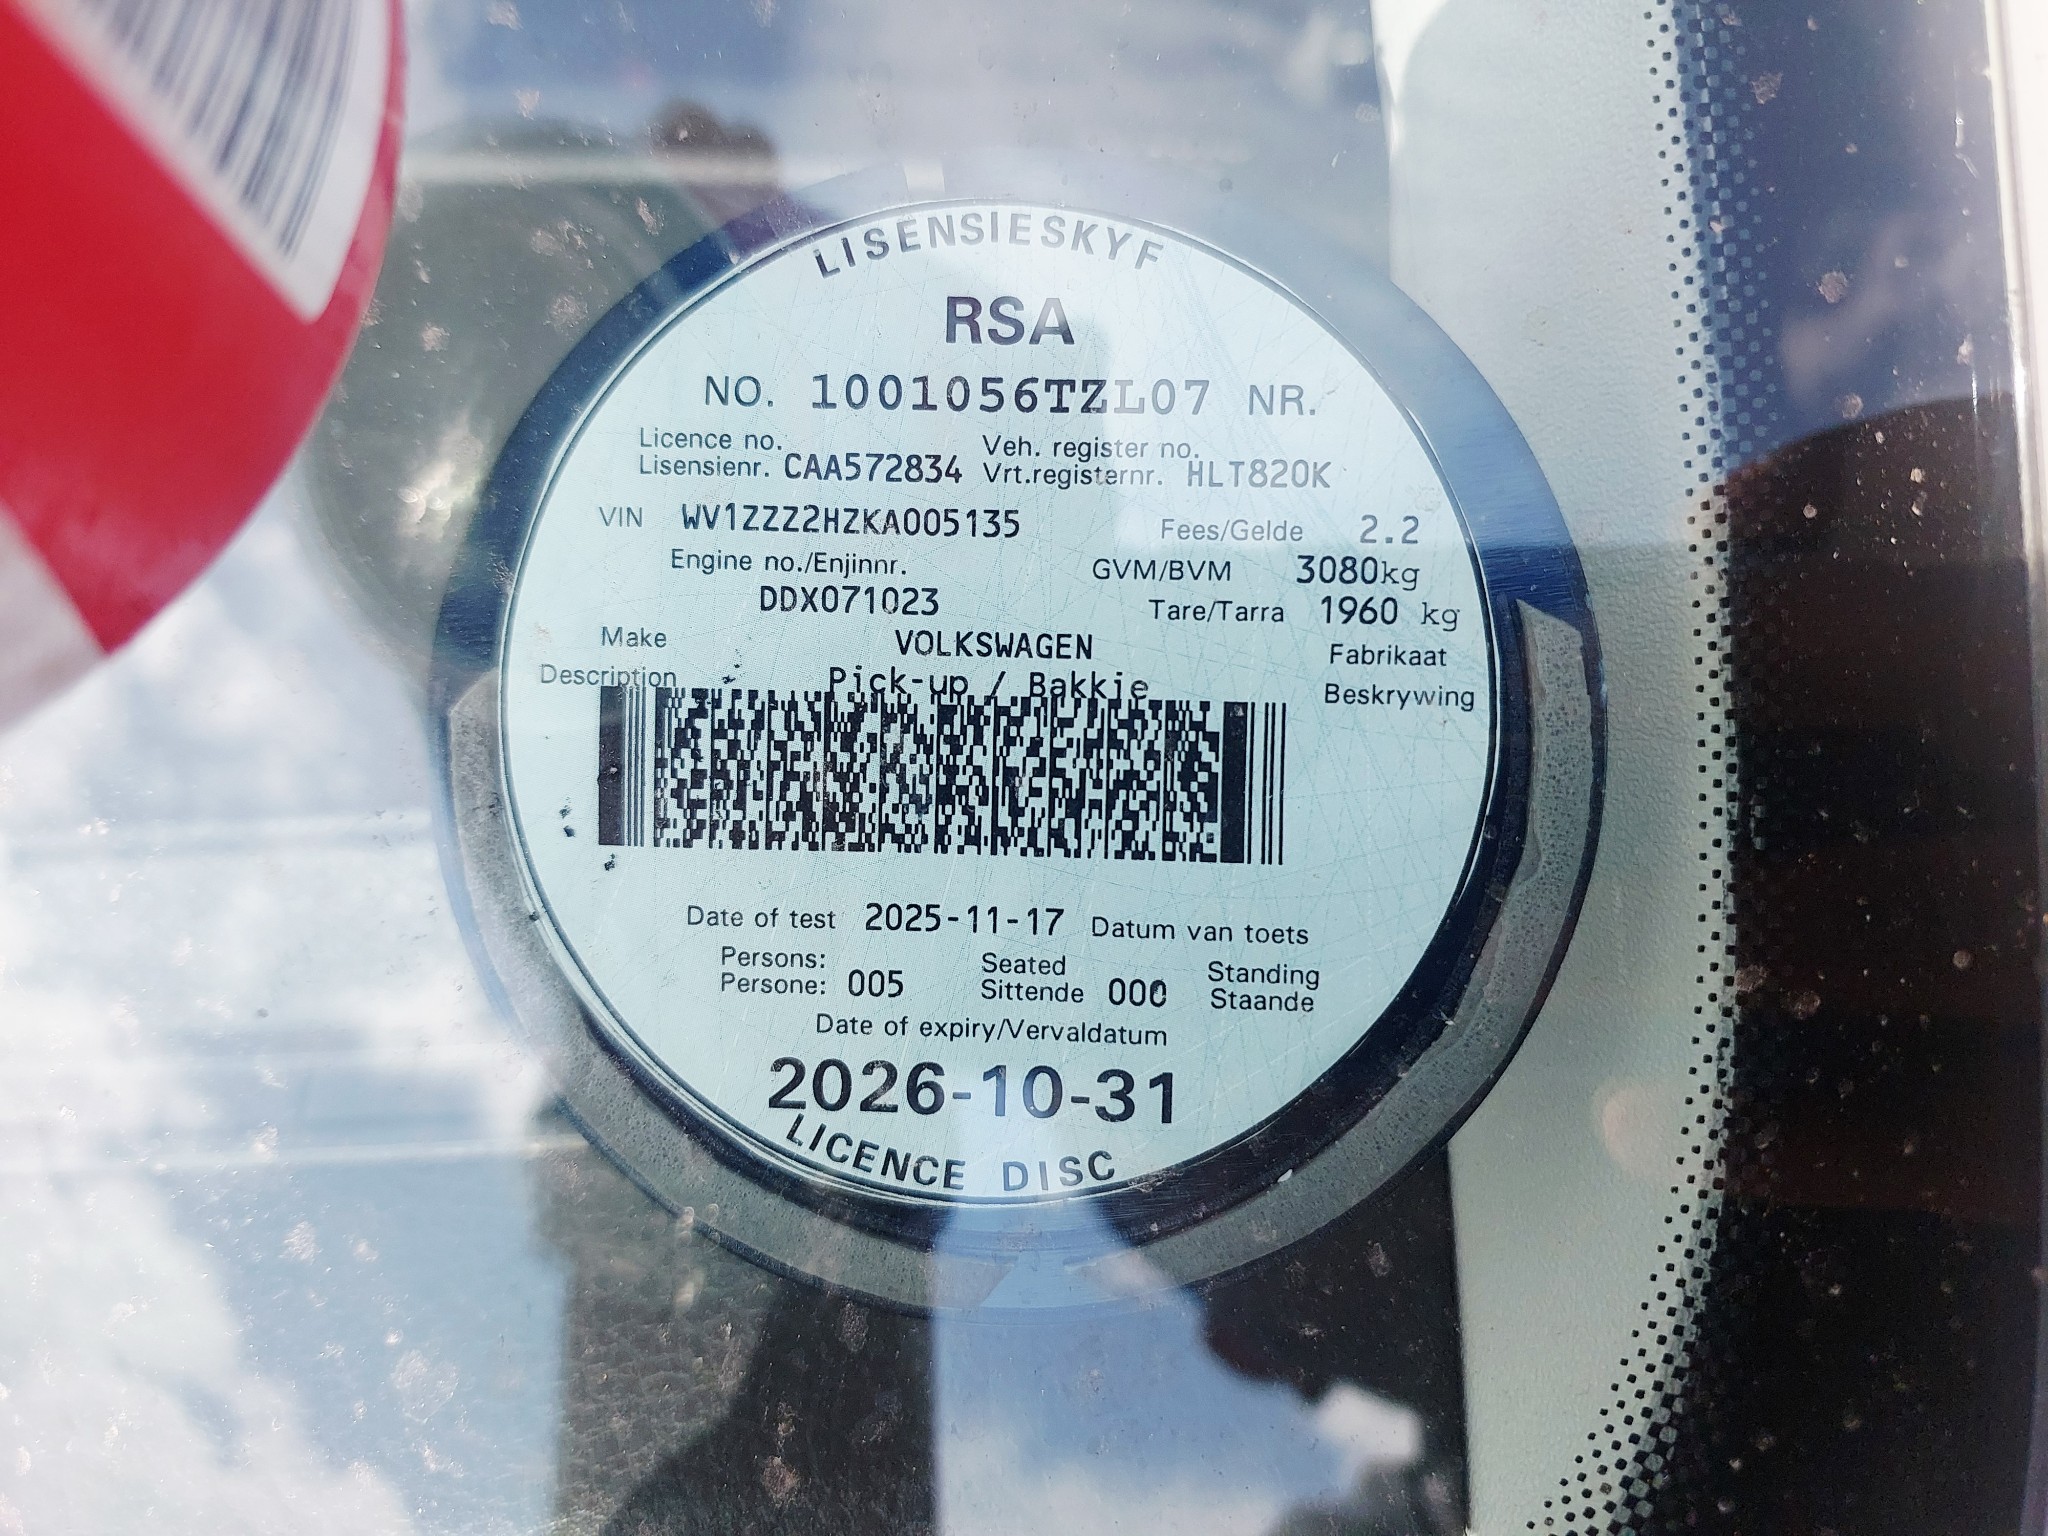 LISENSIESKYF
RSA
NO. 1001056TZL07 NR.
Licence no. Veh. register no.
Lisensienr. CAA572834 Vrt.registernr. HLT820K
VIN WV1ZZZ2HZKA005135 Fees/Gelde 2.2
Engine no./Enjinnr. GVM/BVM 3080kg
DDX071023 Tare/Tarra 1960 kg
Make VOLKSWAGEN Fabrikaat
Description Pick-up / Bakkie Beskrywing
Date of test 2025-11-17 Datum van toets
Persons: Seated Standing
Persone: 005 Sittende 000 Staande
Date of expiry/Vervaldatum
2026-10-31
LICENCE DISC